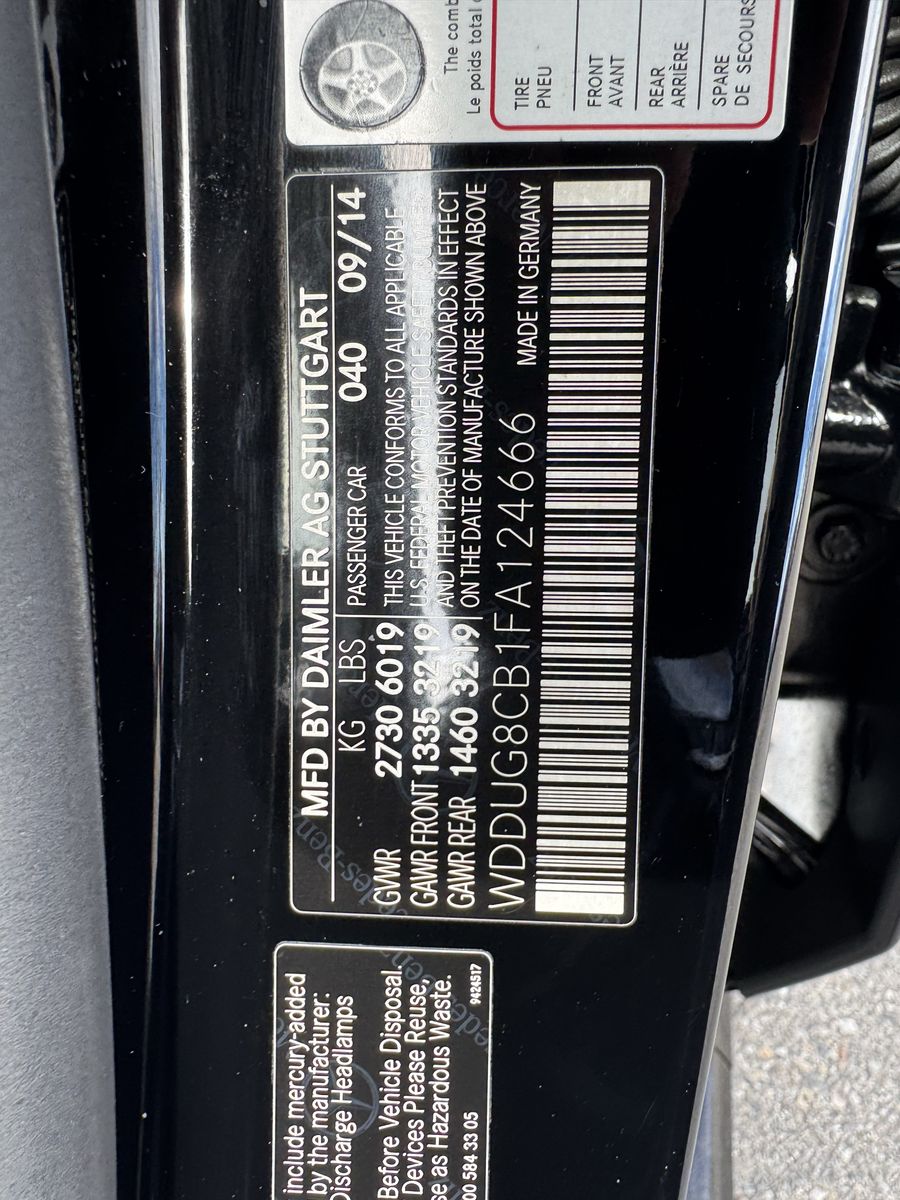 include mercury-added
by the manufacturer:
Discharge Headlamps
Before Vehicle Disposal.
Devices Please Reuse,
as Hazardous Waste.
00 584 33 05
9424517
MFD BY DAIMLER AG STUTTGART
KG LBS PASSENGER CAR 040 09/14
GVWR 2730 6019
GAWR FRONT 1335 3219
GAWR REAR 1460 3219
THIS VEHICLE CONFORMS TO ALL APPLICABLE
U.S. FEDERAL MOTOR VEHICLE SAFETY
AND THEFT PREVENTION STANDARDS IN EFFECT
ON THE DATE OF MANUFACTURE SHOWN ABOVE
WDDUG8CB1FA124666 MADE IN GERMANY
The comb
Le poids total
TIRE
PNEU
FRONT
AVANT
REAR
ARRIÈRE
SPARE
DE SECOURS